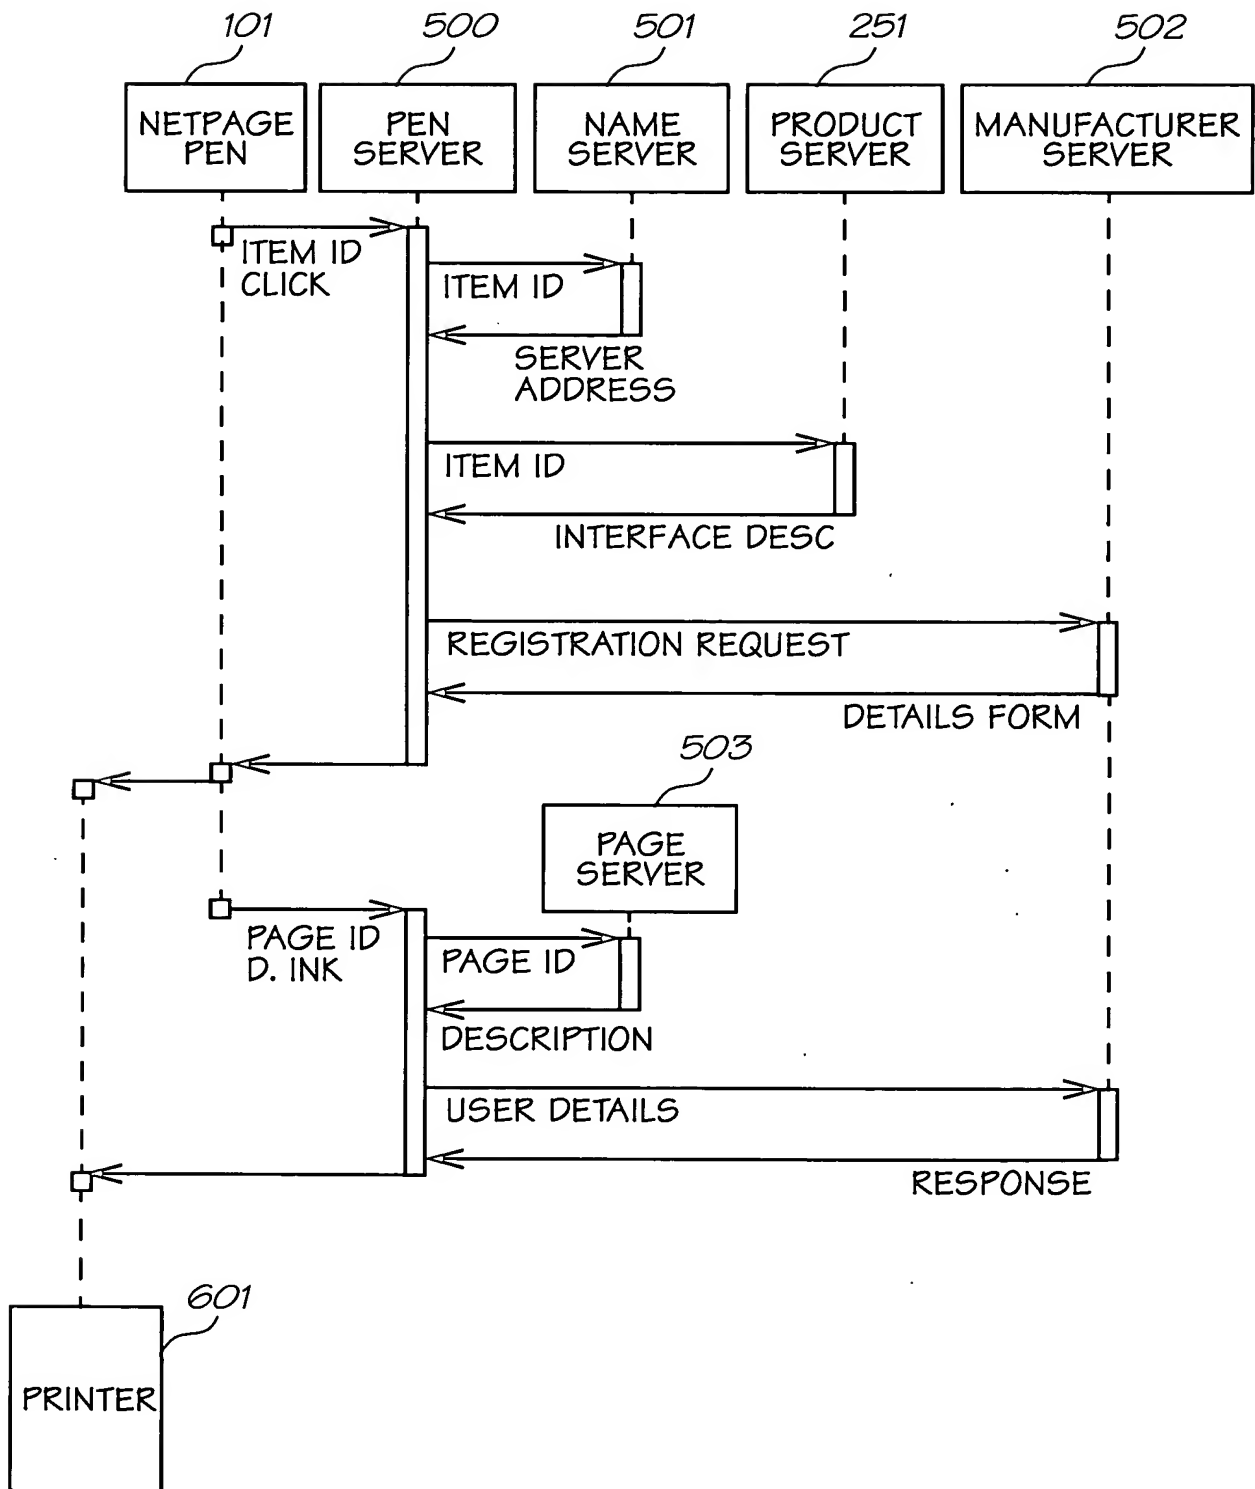 101
500
501
251
502
NETPAGE
PEN
PEN
SERVER
NAME
SERVER
PRODUCT
SERVER
MANUFACTURER
SERVER
ITEM ID
CLICK
ITEM ID
SERVER
ADDRESS
ITEM ID
INTERFACE DESC
REGISTRATION REQUEST
DETAILS FORM
503
PAGE
SERVER
PAGE ID
D. INK
PAGE ID
DESCRIPTION
USER DETAILS
RESPONSE
601
PRINTER